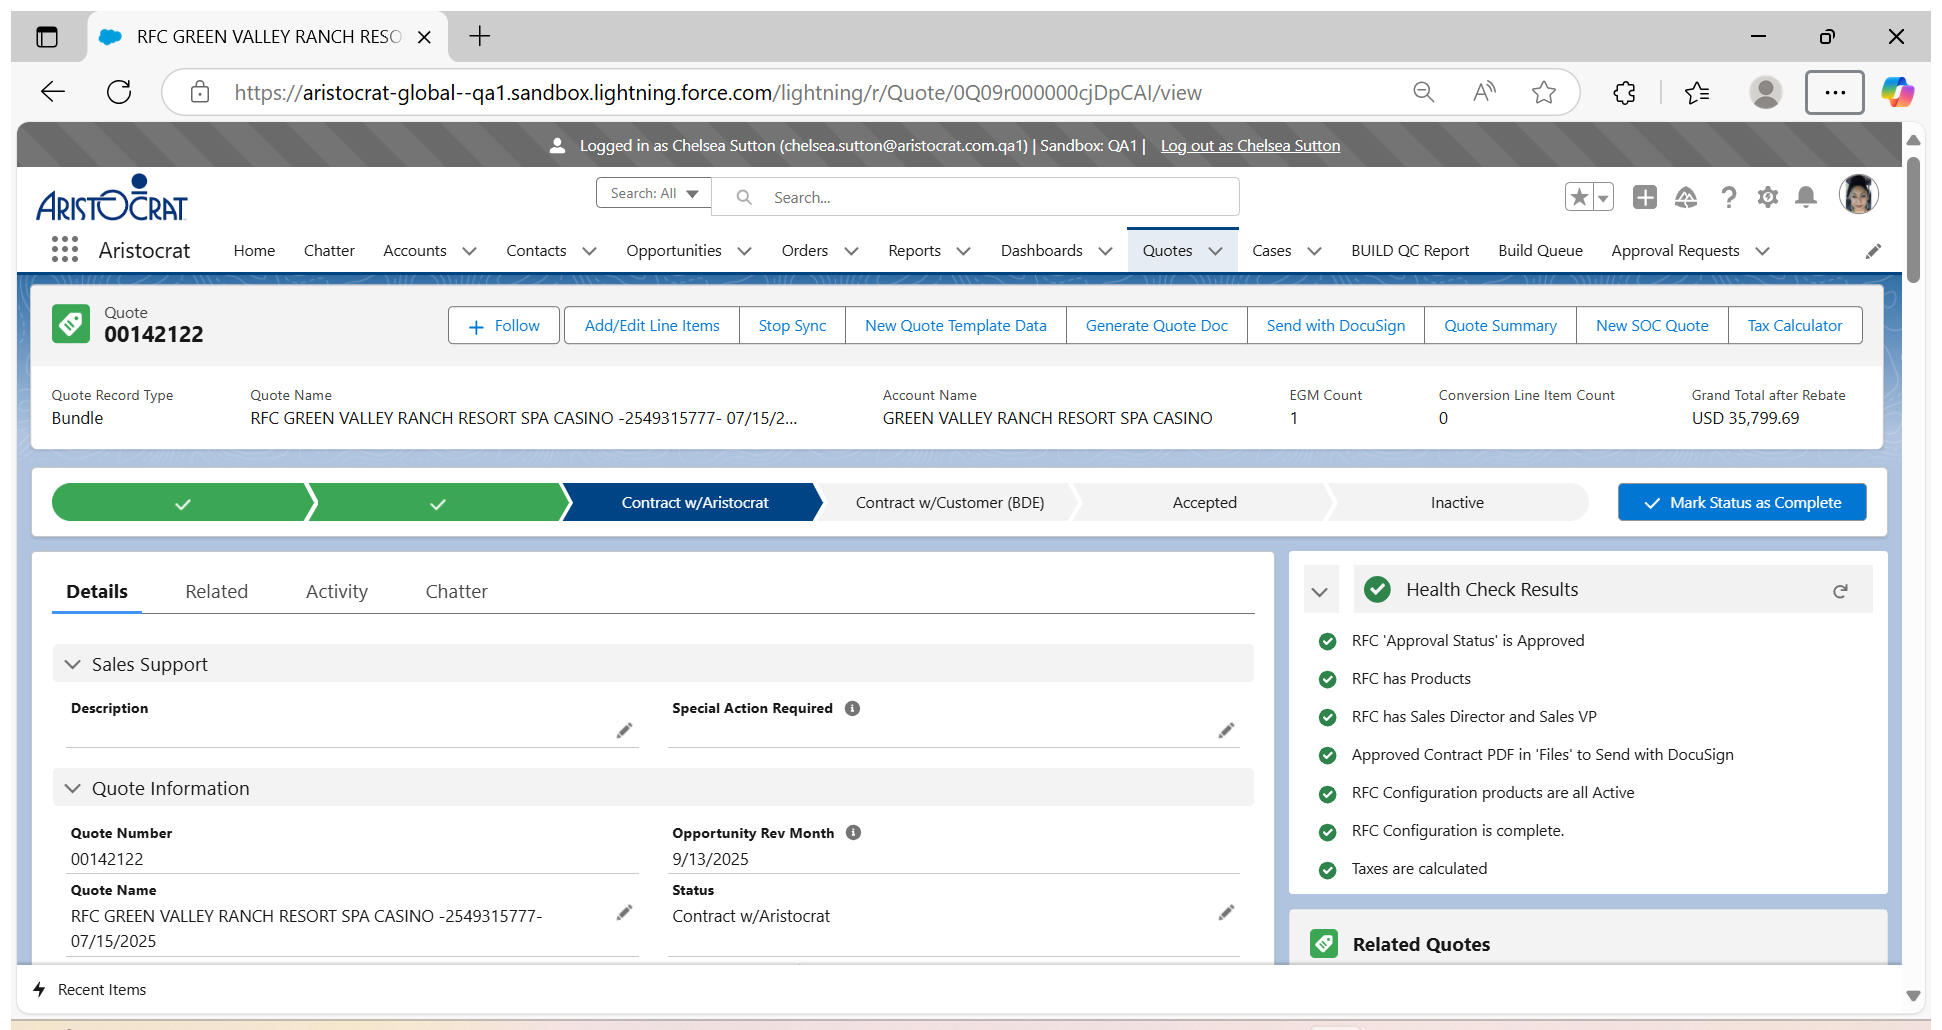 RFC GREEN VALLEY RANCH RESO
https://aristocrat-global--qa1.sandbox.lightning.force.com/lightning/r/Quote/0Q09r000000cjDpCAI/view
Logged in as Chelsea Sutton (chelsea.sutton@aristocrat.com.qa1) | Sandbox: QA1 | Log out as Chelsea Sutton
ARISTOCRAT
Search: All
Search...
Aristocrat
Home
Chatter
Accounts
Contacts
Opportunities
Orders
Reports
Dashboards
Quotes
Cases
BUILD QC Report
Build Queue
Approval Requests
Quote
00142122
Follow
Add/Edit Line Items
Stop Sync
New Quote Template Data
Generate Quote Doc
Send with DocuSign
Quote Summary
New SOC Quote
Tax Calculator
Quote Record Type
Bundle
Quote Name
RFC GREEN VALLEY RANCH RESORT SPA CASINO -2549315777- 07/15/2...
Account Name
GREEN VALLEY RANCH RESORT SPA CASINO
EGM Count
1
Conversion Line Item Count
0
Grand Total after Rebate
USD 35,799.69
Contract w/Aristocrat
Contract w/Customer (BDE)
Accepted
Inactive
Mark Status as Complete
Details
Related
Activity
Chatter
Sales Support
Description
Special Action Required
Quote Information
Quote Number
00142122
Opportunity Rev Month
9/13/2025
Quote Name
RFC GREEN VALLEY RANCH RESORT SPA CASINO -2549315777-
07/15/2025
Status
Contract w/Aristocrat
Health Check Results
RFC 'Approval Status' is Approved
RFC has Products
RFC has Sales Director and Sales VP
Approved Contract PDF in 'Files' to Send with DocuSign
RFC Configuration products are all Active
RFC Configuration is complete.
Taxes are calculated
Related Quotes
Recent Items